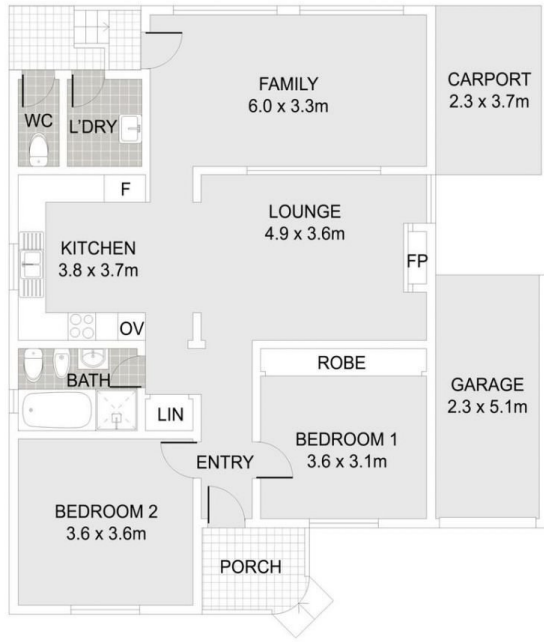 FAMILY
6.0 x 3.3m
CARPORT
2.3 x 3.7m
WC
L'DRY
F
LOUNGE
4.9 x 3.6m
KITCHEN
3.8 x 3.7m
FP
OV
ROBE
BATH
GARAGE
2.3 x 5.1m
LIN
BEDROOM 1
3.6 x 3.1m
ENTRY
BEDROOM 2
3.6 x 3.6m
PORCH